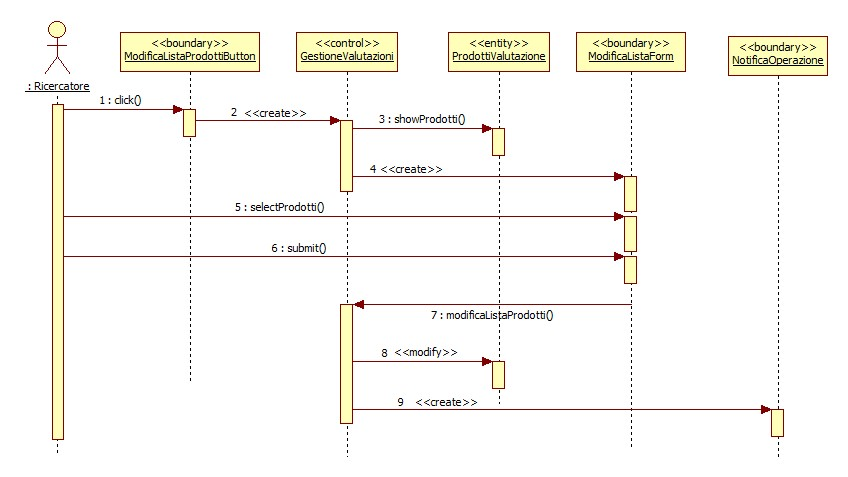 <<boundary>>
ModificaListaProdottiButton
<<control>>
GestioneValutazioni
<<entity>>
ProdottiValutazione
<<boundary>>
ModificaListaForm
<<boundary>>
NotificaOperazione
: Ricercatore
1 : click()
2 <<create>>
3 : showProdotti()
4 <<create>>
5 : selectProdotti()
6 : submit()
7 : modificaListaProdotti()
8 <<modify>>
9 <<create>>